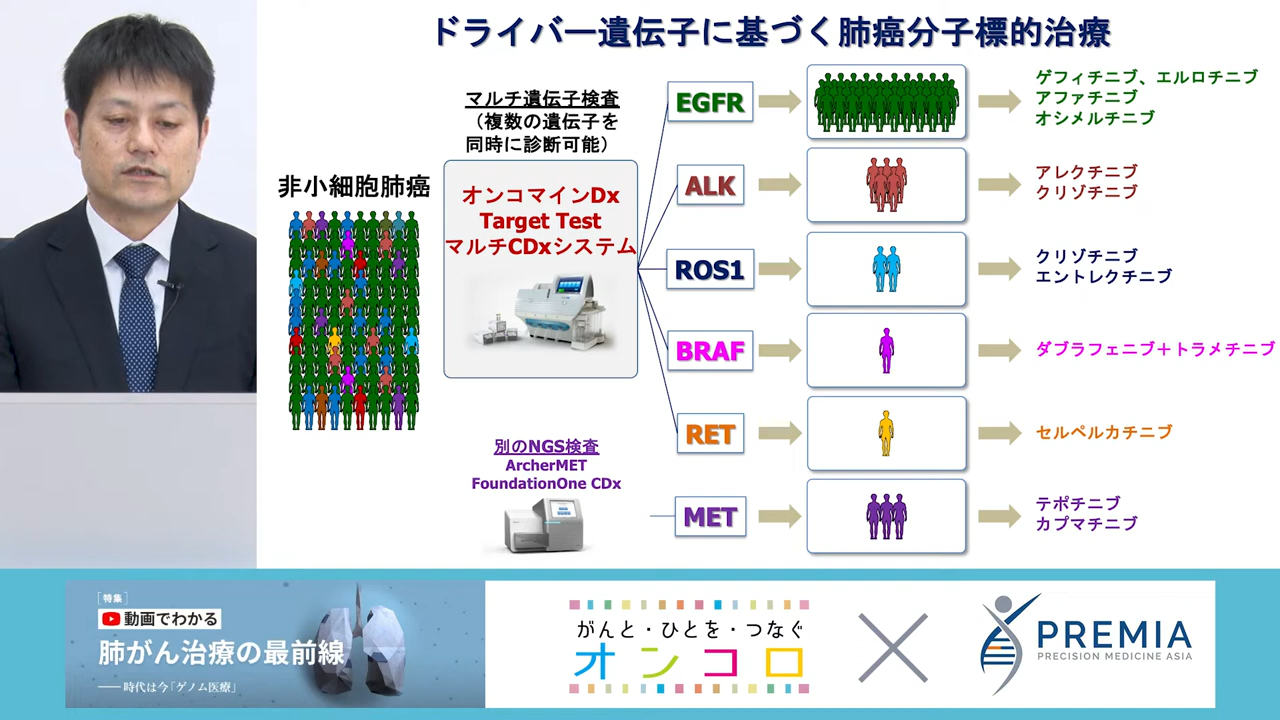 ドライバー遺伝子に基づく肺癌分子標的治療
マルチ遺伝子検査
（複数の遺伝子を
同時に診断可能）
非小細胞肺癌
オンコマインDx
Target Test
マルチCDxシステム
別のNGS検査
ArcherMET
FoundationOne CDx
EGFR
ゲフィチニブ、エルロチニブ
アファチニブ
オシメルチニブ
ALK
アレクチニブ
クリゾチニブ
ROS1
クリゾチニブ
エントレクチニブ
BRAF
ダブラフェニブ＋トラメチニブ
RET
セルペルカチニブ
MET
テポチニブ
カプマチニブ
［特集］
動画でわかる
肺がん治療の最前線
── 時代は今「ゲノム医療」
がんと・ひとを・つなぐ
オンコロ
PREMIA
PRECISION MEDICINE ASIA